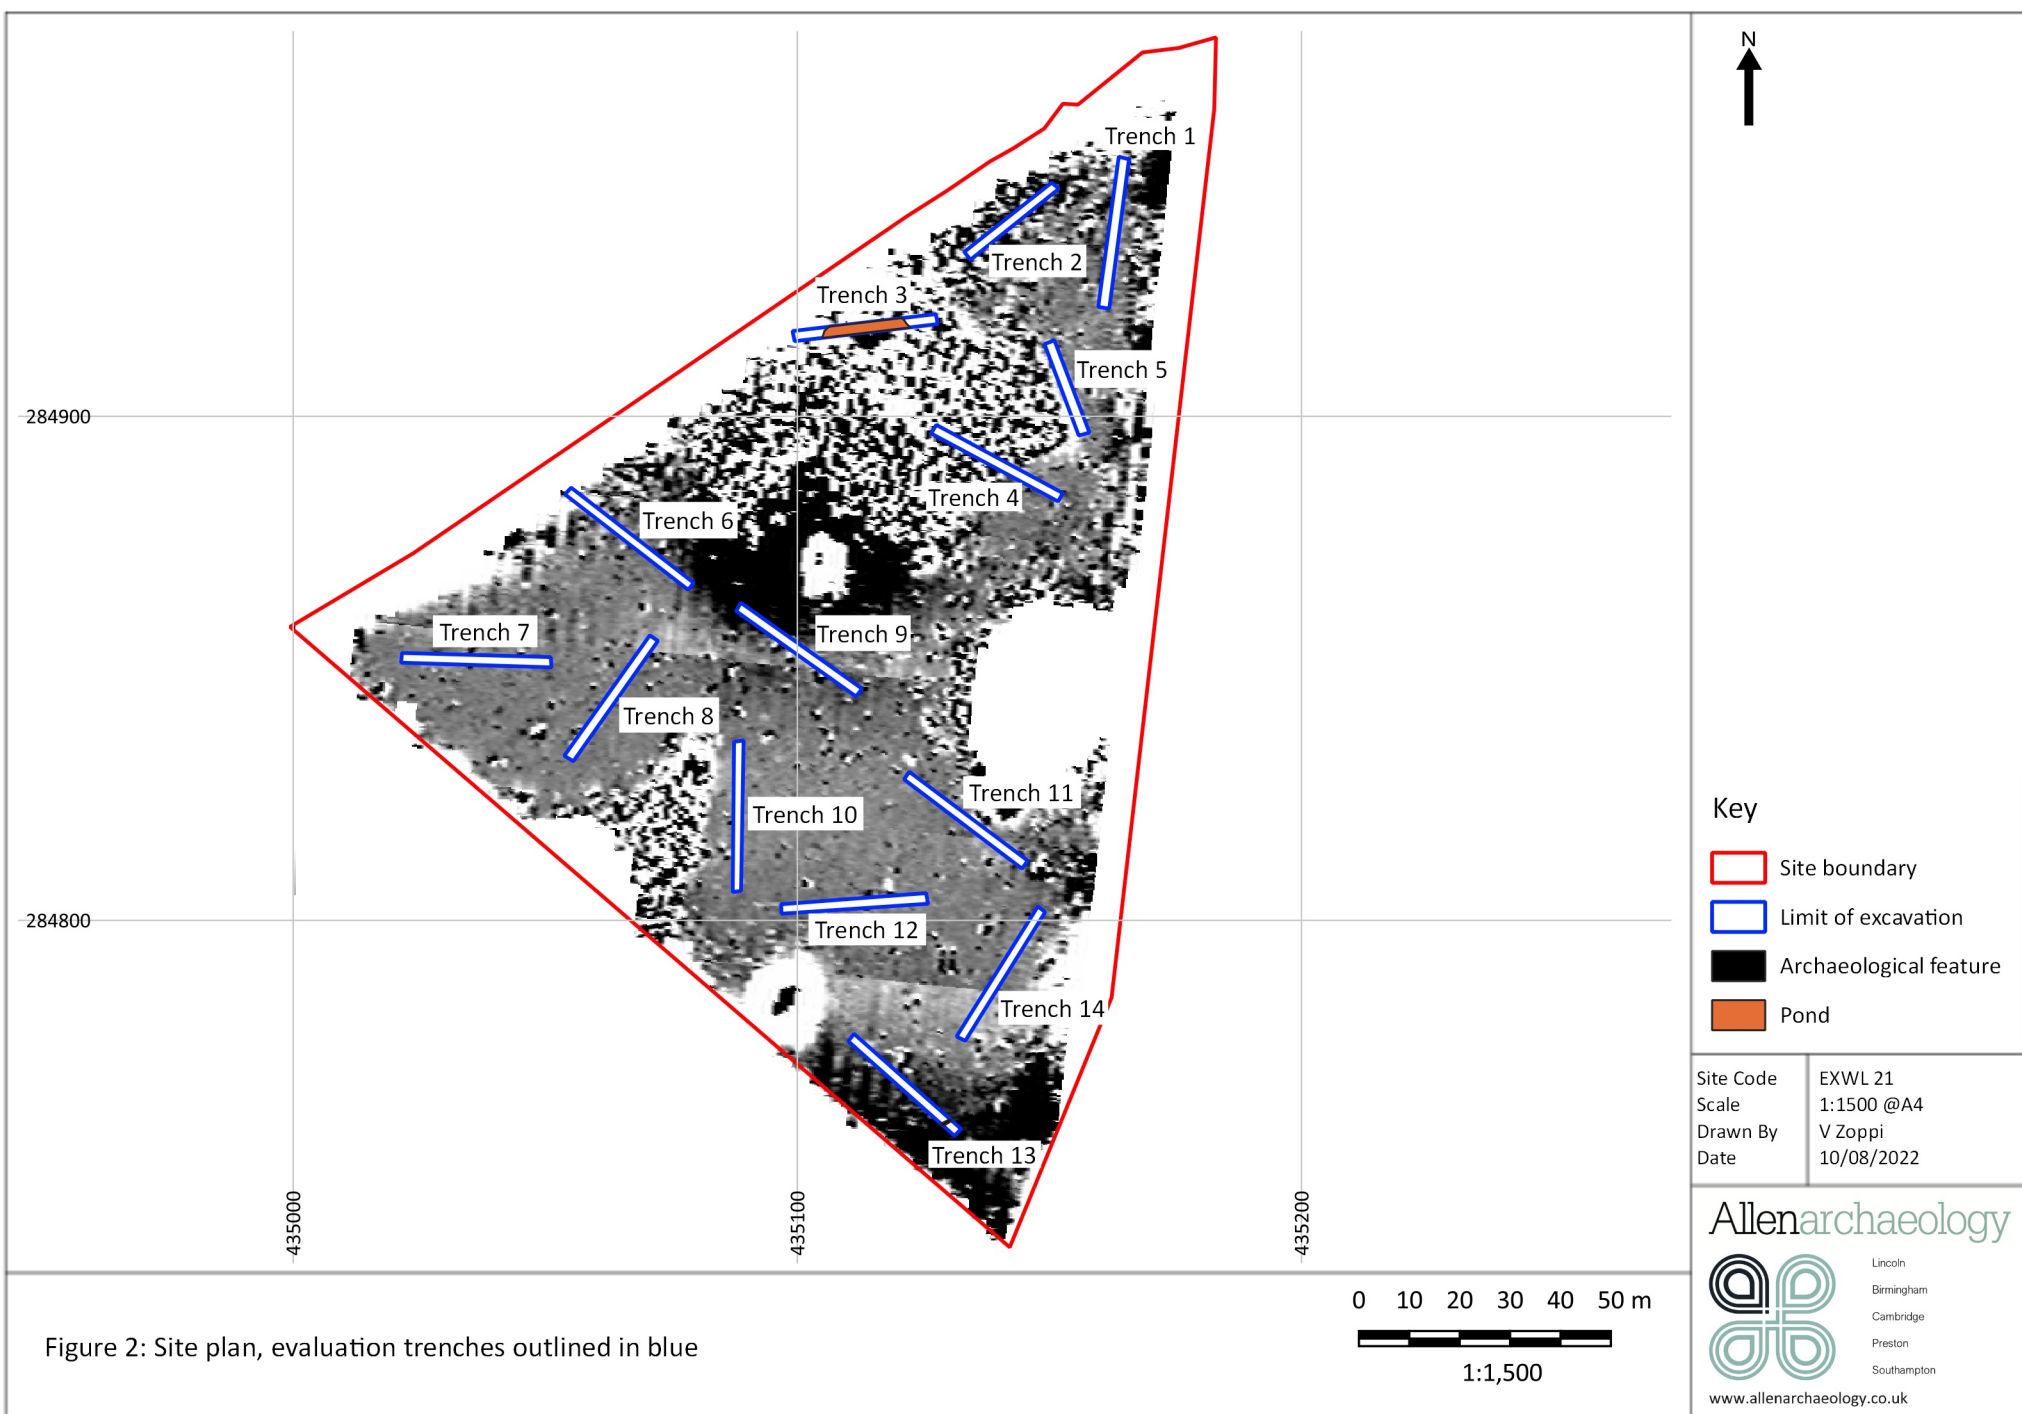 N
Trench 1
Trench 2
Trench 3
Trench 5
284900
Trench 4
Trench 6
Trench 7
Trench 9
Trench 8
Trench 11
Trench 10
284800
Trench 12
Trench 14
Trench 13
435000
435100
435200
Key
Site boundary
Limit of excavation
Archaeological feature
Pond
Site Code EXWL 21
Scale 1:1500 @A4
Drawn By V Zoppi
Date 10/08/2022
Allenarchaeology
Lincoln
Birmingham
Cambridge
Preston
Southampton
www.allenarchaeology.co.uk
0 10 20 30 40 50 m
1:1,500
Figure 2: Site plan, evaluation trenches outlined in blue